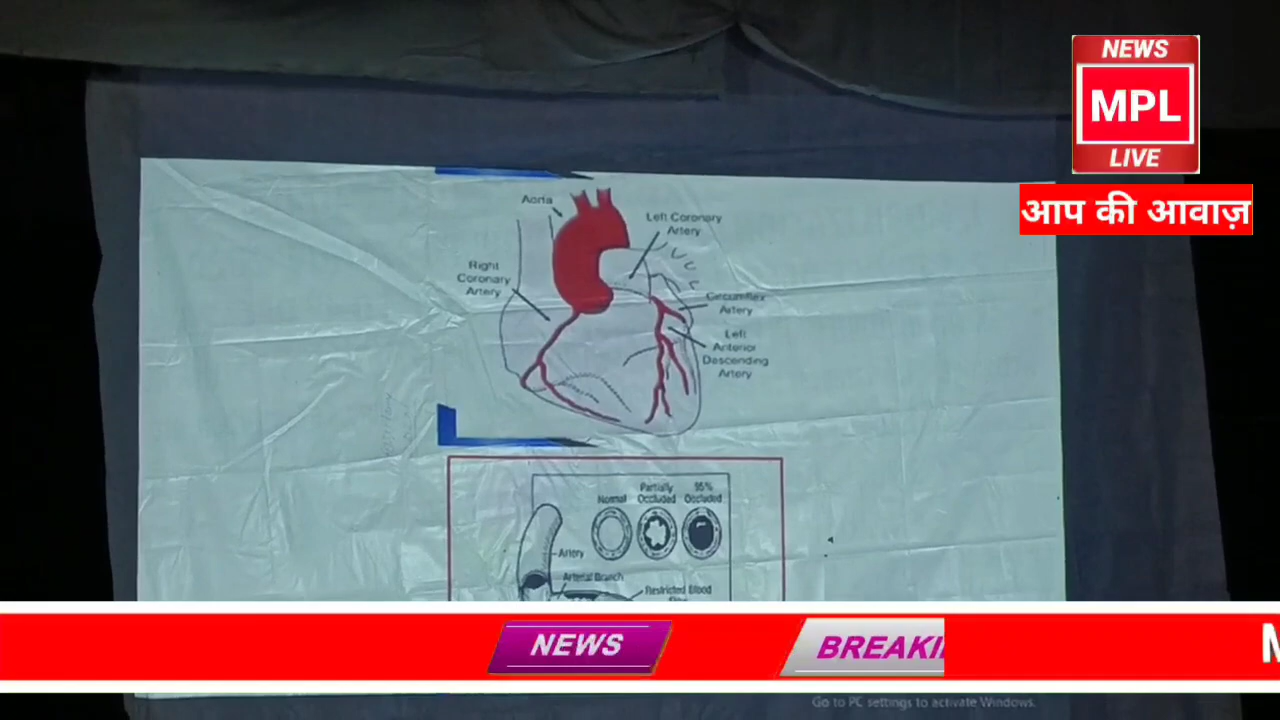 NEWS
MPL
LIVE
आप की आवाज़
Aorta
Left Coronary
Artery
Right
Coronary
Artery
Circumflex
Artery
Left
Anterior
Descending
Artery
Normal
Partially
Occluded
95%
Occluded
Artery
Arterial Branch
Restricted Blood
NEWS
BREAKI
M
Go to PC settings to activate Windows.